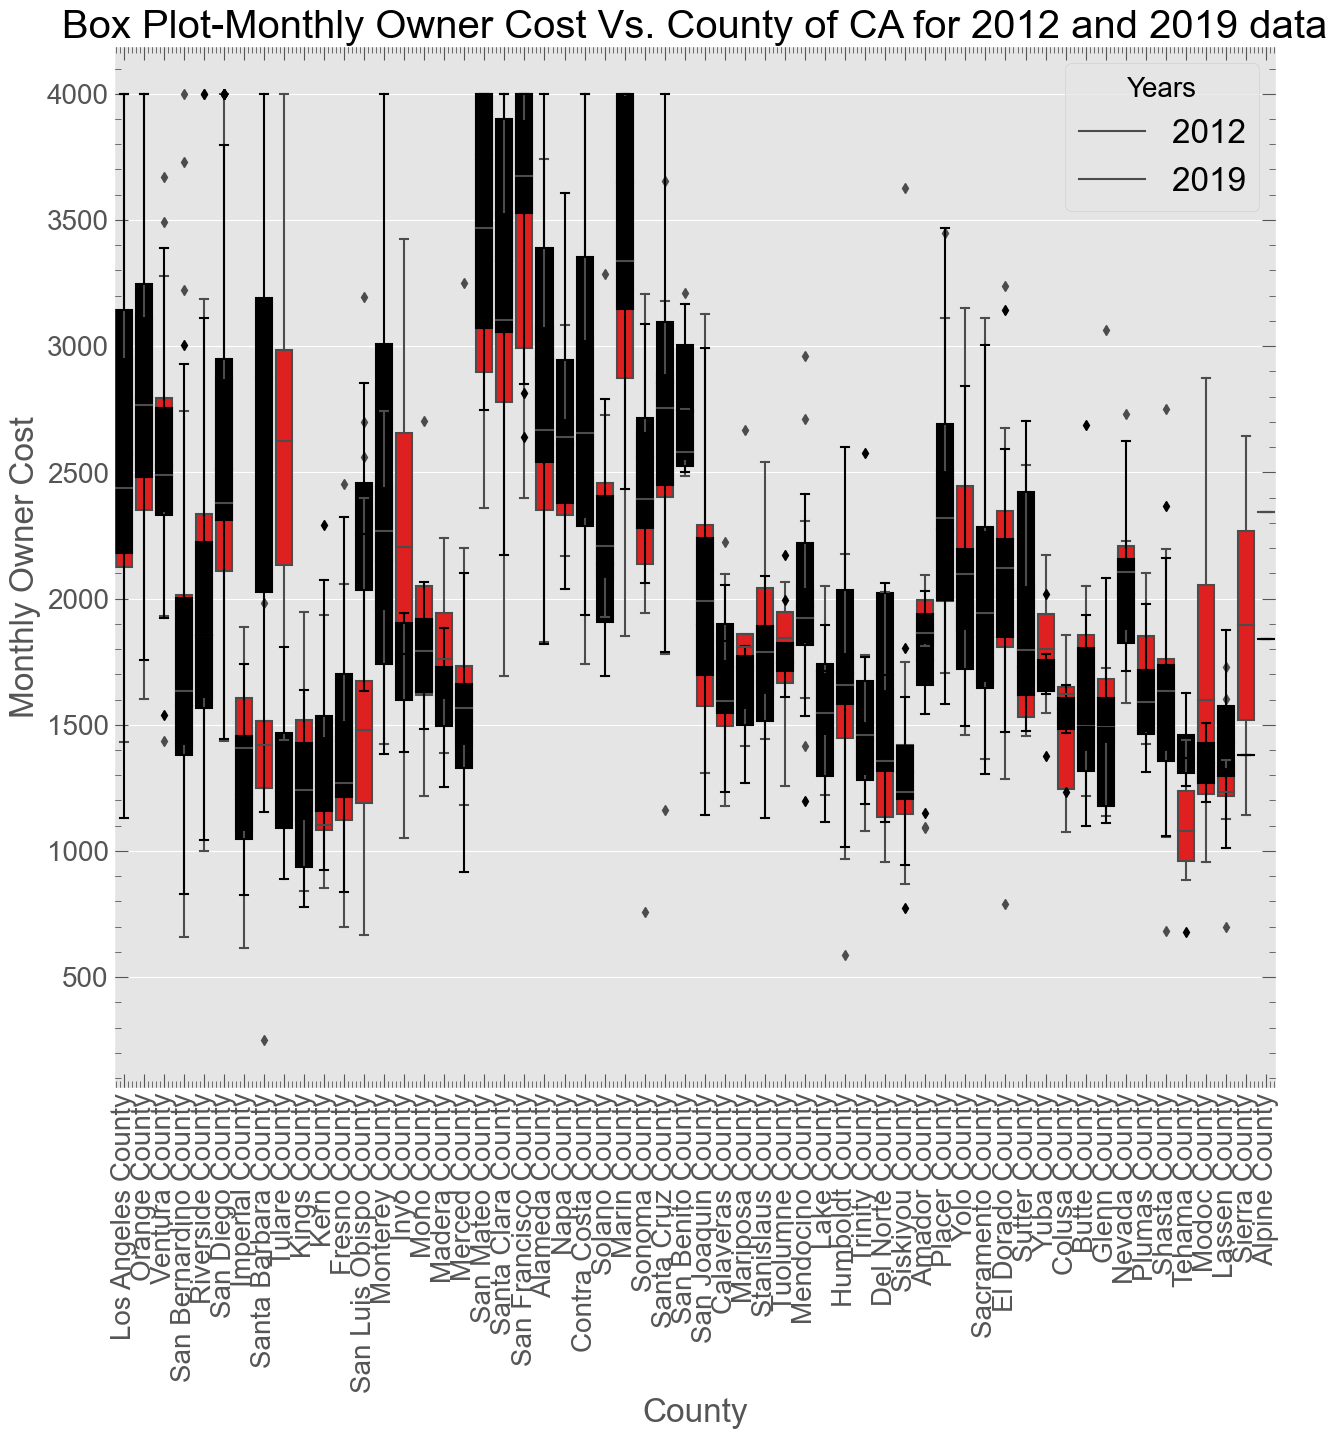 Box Plot-Monthly Owner Cost Vs. County of CA for 2012 and 2019 data
Years
2012
2019
4000
3500
3000
2500
2000
1500
1000
500
Monthly Owner Cost
Los Angeles County
Orange County
Ventura County
San Bernardino County
Riverside County
San Diego County
Imperial County
Santa Barbara County
Tulare County
Kings County
Kern County
Fresno County
San Luis Obispo County
Monterey County
Inyo County
Mono County
Madera County
Merced County
San Mateo County
Santa Clara County
San Francisco County
Alameda County
Napa County
Contra Costa County
Solano County
Marin County
Sonoma County
Santa Cruz County
San Benito County
San Joaquin County
Calaveras County
Mariposa County
Stanislaus County
Tuolumne County
Mendocino County
Lake County
Humboldt County
Trinity County
Del Norte County
Siskiyou County
Amador County
Placer County
Yolo County
Sacramento County
El Dorado County
Sutter County
Yuba County
Colusa County
Butte County
Glenn County
Nevada County
Plumas County
Shasta County
Tehama County
Modoc County
Lassen County
Sierra County
Alpine County
County